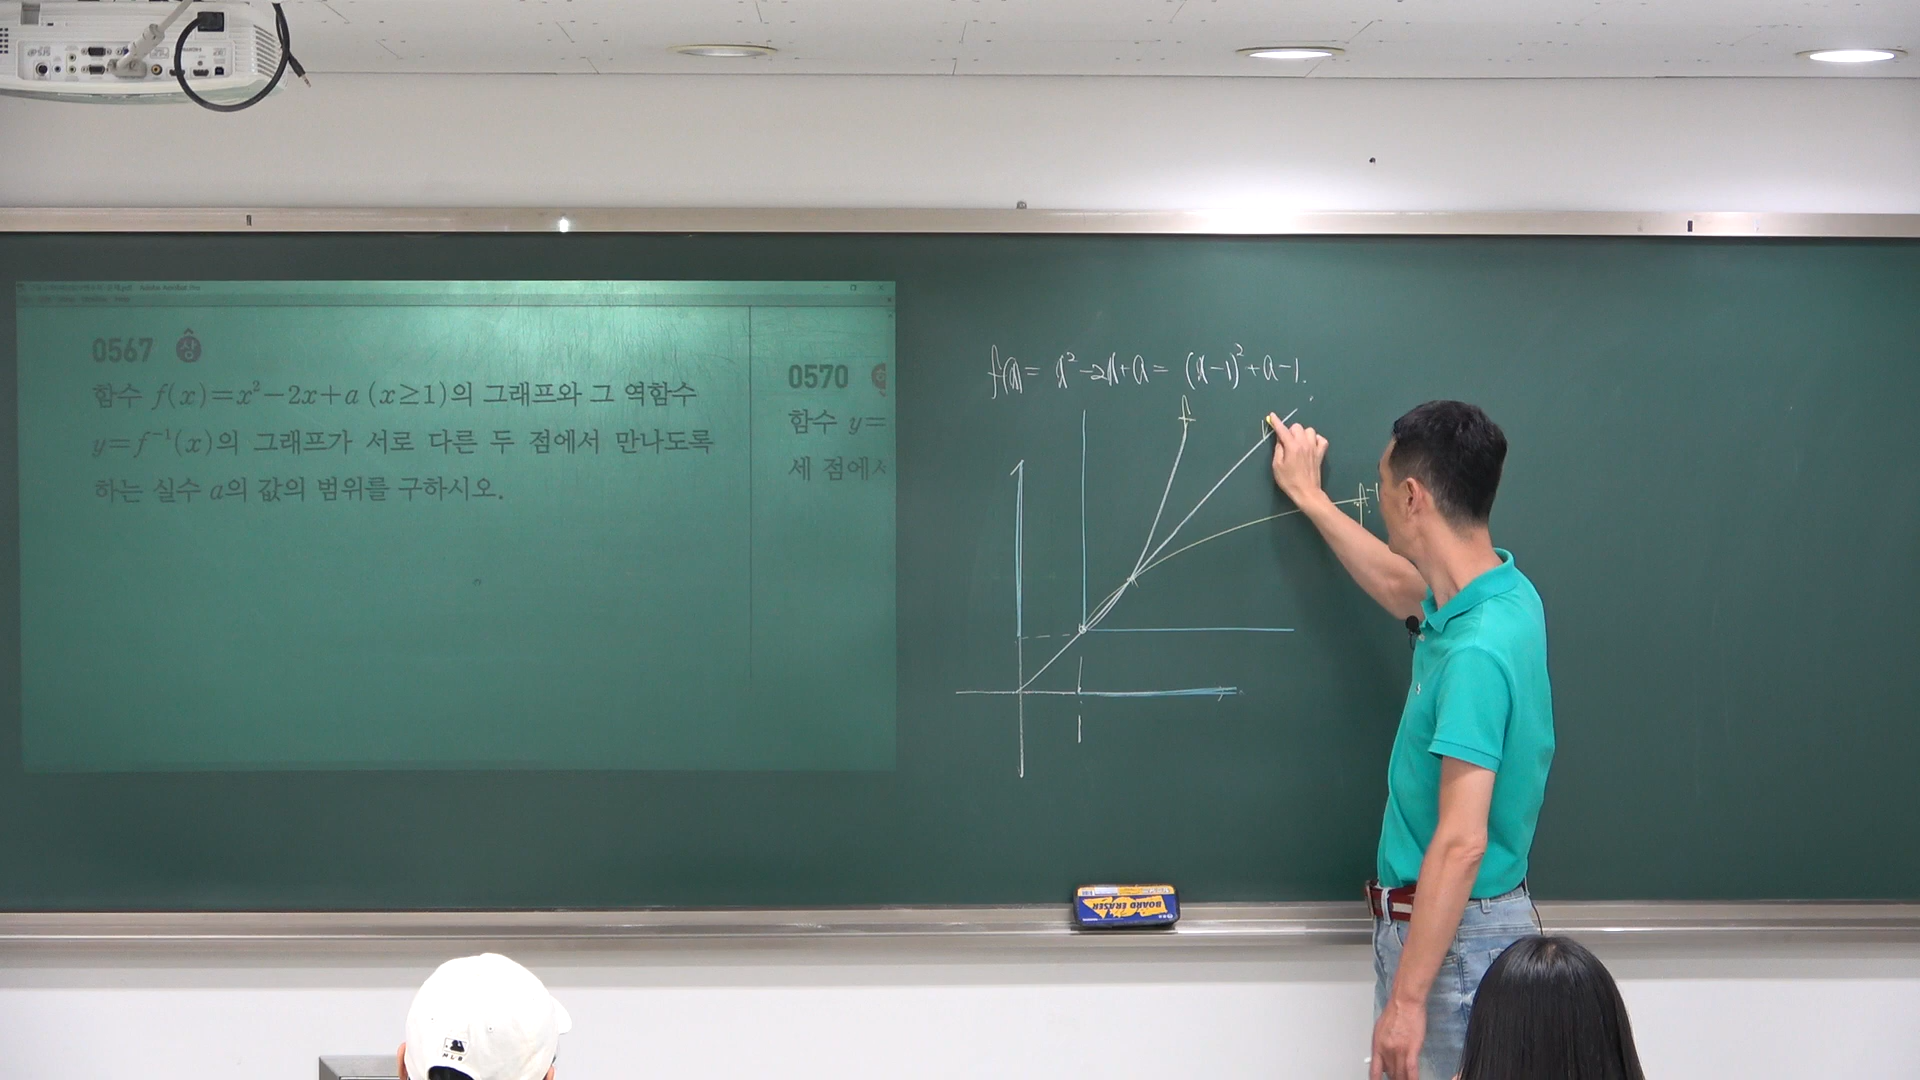 0567 상
함수 f(x)=x²-2x+a (x≥1)의 그래프와 그 역함수
y=f⁻¹(x)의 그래프가 서로 다른 두 점에서 만나도록
하는 실수 a의 값의 범위를 구하시오.
0570
함수 y=
세 점에서
f(x)= x²-2x+a = (x-1)²+a-1.
f
f⁻¹
1
BOARD ERASER
MLB